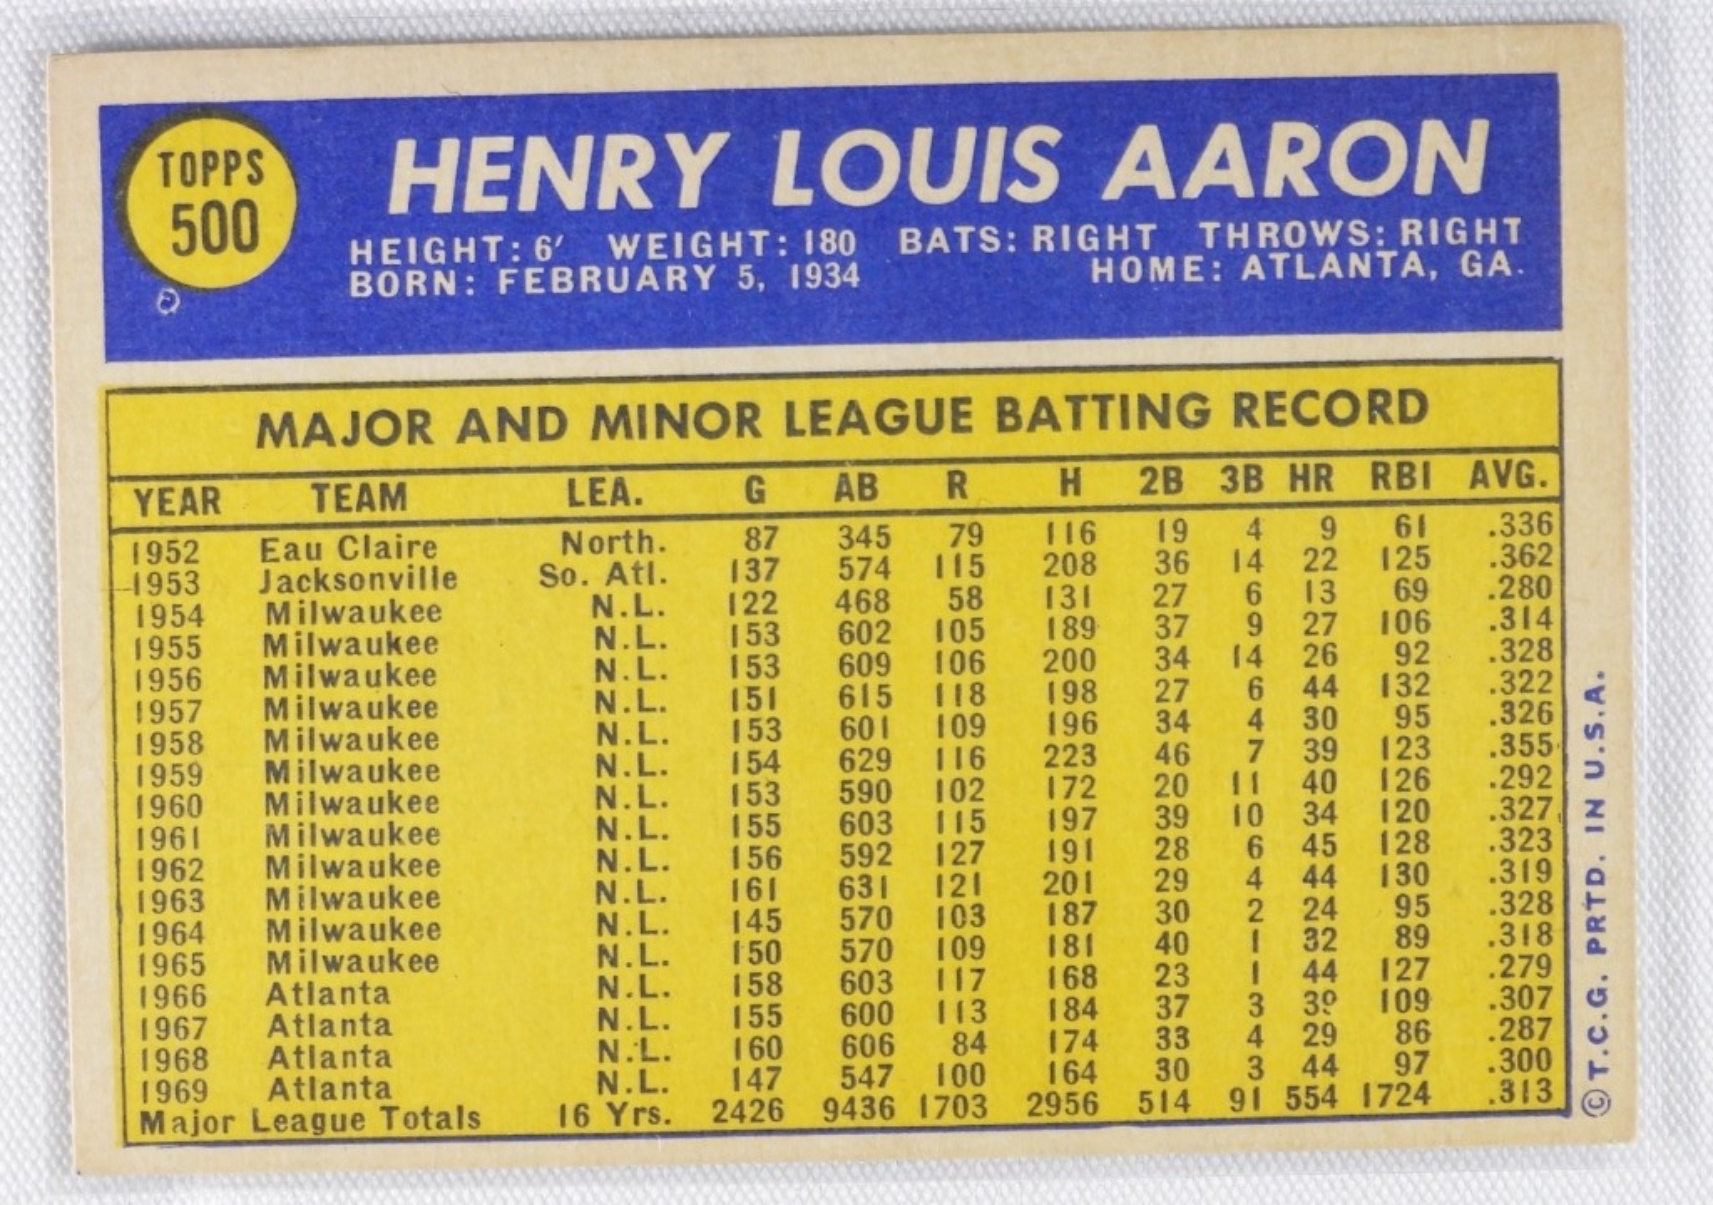 TOPPS
500
HENRY LOUIS AARON
HEIGHT: 6′ WEIGHT: 180 BATS: RIGHT THROWS: RIGHT
BORN: FEBRUARY 5, 1934 HOME: ATLANTA, GA.
MAJOR AND MINOR LEAGUE BATTING RECORD
YEAR TEAM LEA. G AB R H 2B 3B HR RBI AVG.
1952 Eau Claire North. 87 345 79 116 19 4 9 61 .336
1953 Jacksonville So. Atl. 137 574 115 208 36 14 22 125 .362
1954 Milwaukee N.L. 122 468 58 131 27 6 13 69 .280
1955 Milwaukee N.L. 153 602 105 189 37 9 27 106 .314
1956 Milwaukee N.L. 153 609 106 200 34 14 26 92 .328
1957 Milwaukee N.L. 151 615 118 198 27 6 44 132 .322
1958 Milwaukee N.L. 153 601 109 196 34 4 30 95 .326
1959 Milwaukee N.L. 154 629 116 223 46 7 39 123 .355
1960 Milwaukee N.L. 153 590 102 172 20 11 40 126 .292
1961 Milwaukee N.L. 155 603 115 197 39 10 34 120 .327
1962 Milwaukee N.L. 156 592 127 191 28 6 45 128 .323
1963 Milwaukee N.L. 161 631 121 201 29 4 44 130 .319
1964 Milwaukee N.L. 145 570 103 187 30 2 24 95 .328
1965 Milwaukee N.L. 150 570 109 181 40 1 32 89 .318
1966 Atlanta N.L. 158 603 117 168 23 1 44 127 .279
1967 Atlanta N.L. 155 600 113 184 37 3 39 109 .307
1968 Atlanta N.L. 160 606 84 174 33 4 29 86 .287
1969 Atlanta N.L. 147 547 100 164 30 3 44 97 .300
Major League Totals 16 Yrs. 2426 9436 1703 2956 514 91 554 1724 .313
© T.C.G. PRTD. IN U.S.A.